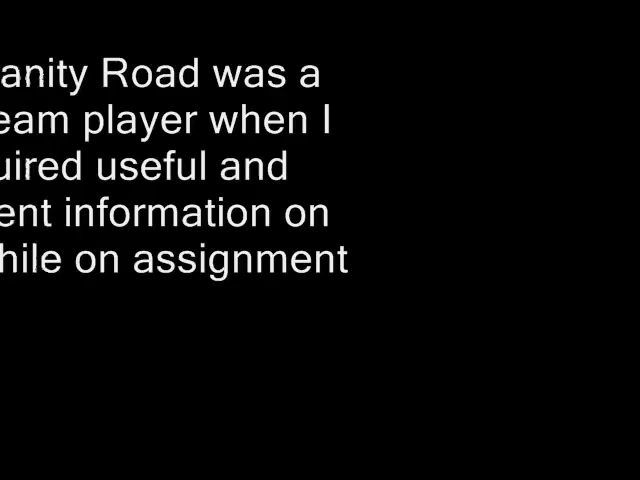 anity Road was a
eam player when I
uired useful and
ent information on
hile on assignment